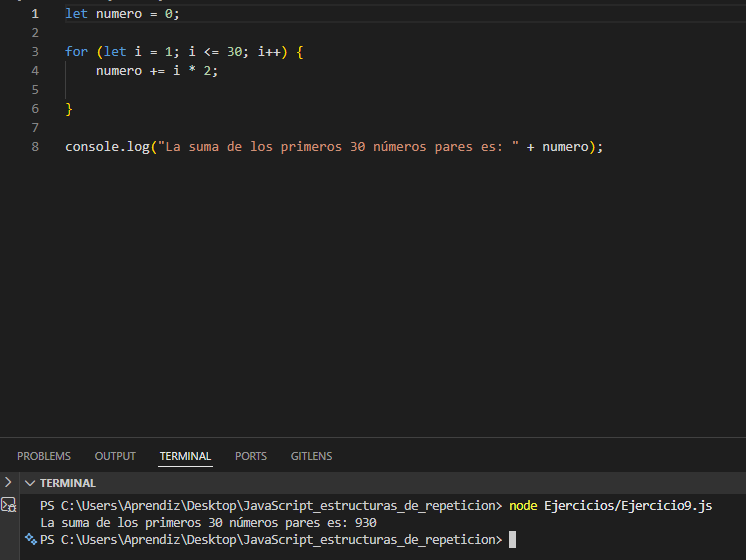 1 let numero = 0;
2
3 for (let i = 1; i <= 30; i++) {
4     numero += i * 2;
5
6 }
7
8 console.log("La suma de los primeros 30 números pares es: " + numero);
PROBLEMS OUTPUT TERMINAL PORTS GITLENS
TERMINAL
PS C:\Users\Aprendiz\Desktop\JavaScript_estructuras_de_repeticion> node Ejercicios/Ejercicio9.js
La suma de los primeros 30 números pares es: 930
PS C:\Users\Aprendiz\Desktop\JavaScript_estructuras_de_repeticion>